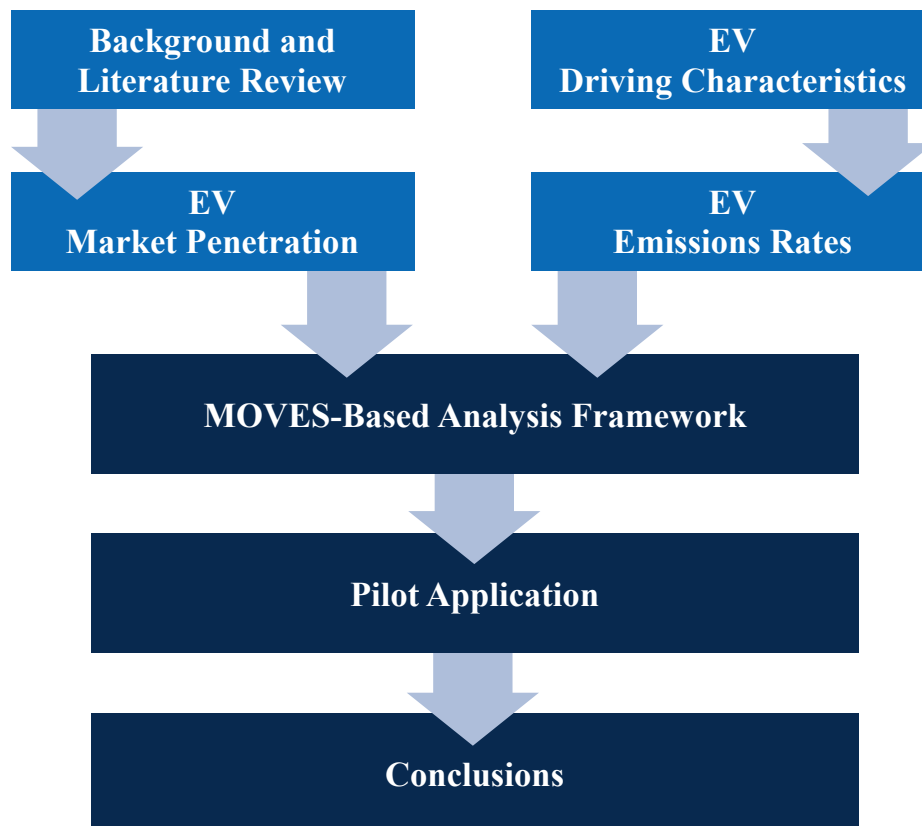 Background and
Literature Review
EV
Driving Characteristics
EV
Market Penetration
EV
Emissions Rates
MOVES-Based Analysis Framework
Pilot Application
Conclusions